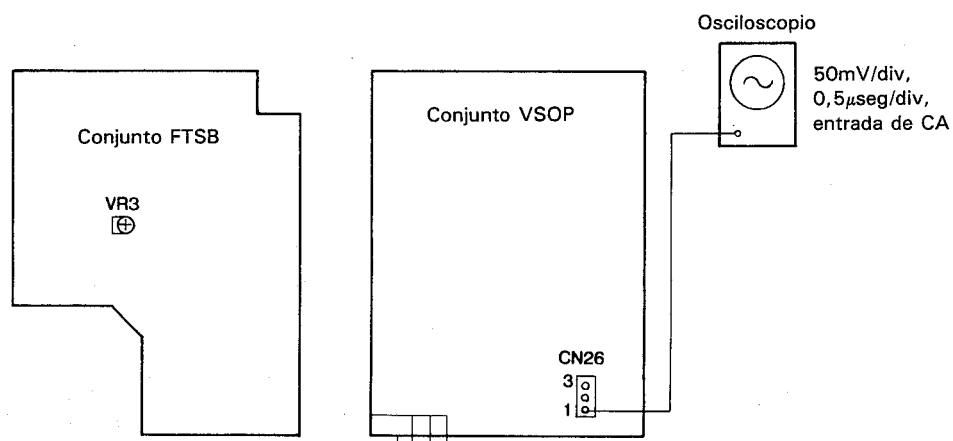 Osciloscopio
50mV/div,
0,5μseg/div,
entrada de CA
Conjunto FTSB
VR3
Conjunto VSOP
CN26
3
1